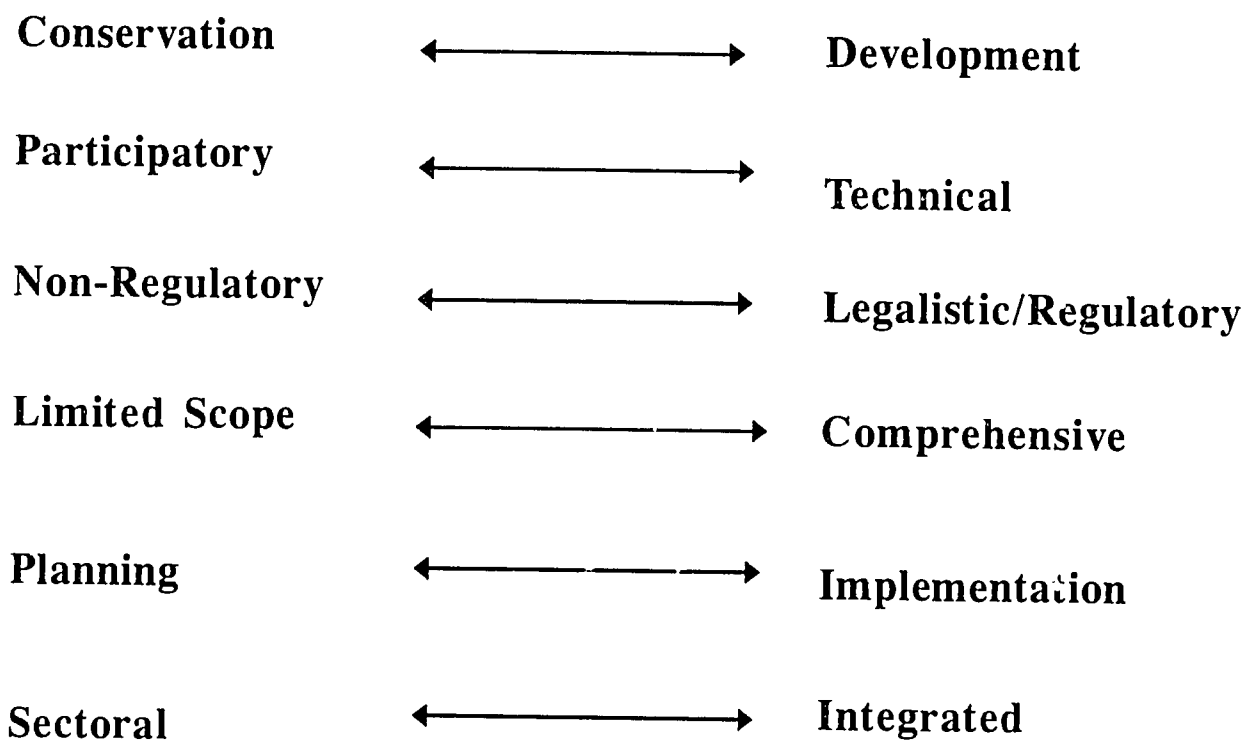 Conservation Development
Participatory Technical
Non-Regulatory Legalistic/Regulatory
Limited Scope Comprehensive
Planning Implementation
Sectoral Integrated